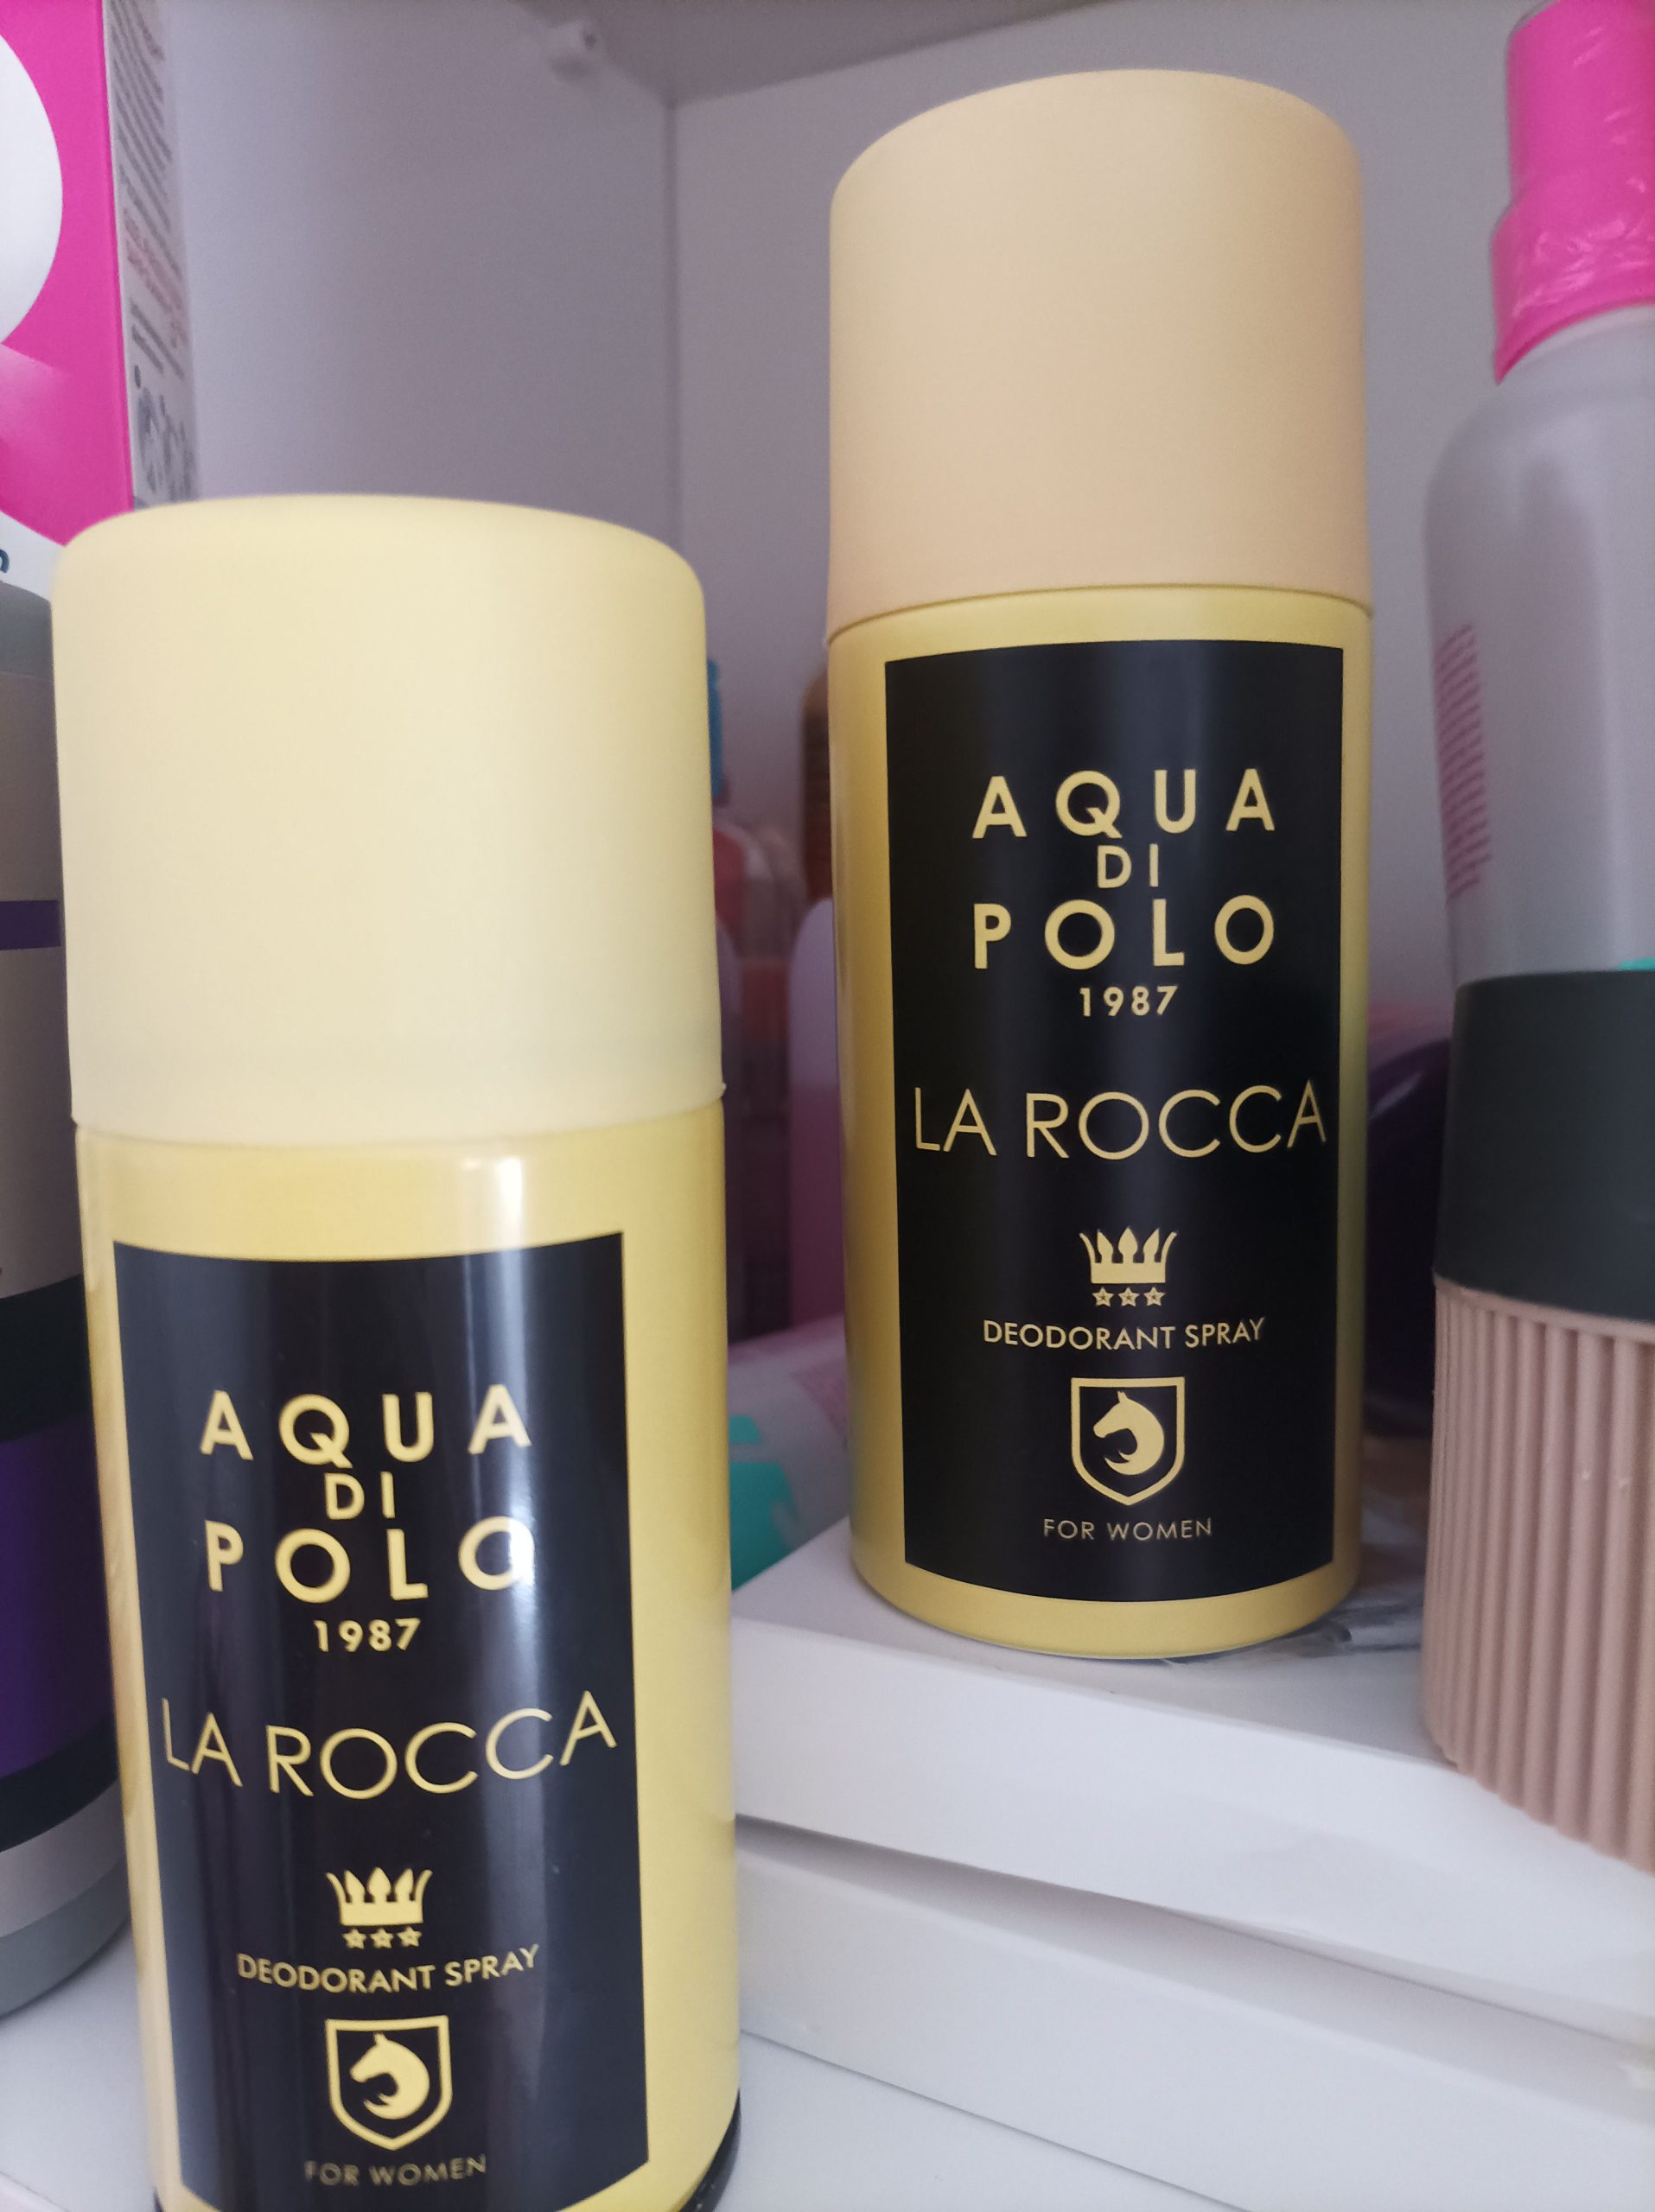 AQUA
DI
POLO
1987
LA ROCCA
DEODORANT SPRAY
FOR WOMEN
AQUA
DI
POLO
1987
LA ROCCA
DEODORANT SPRAY
FOR WOMEN